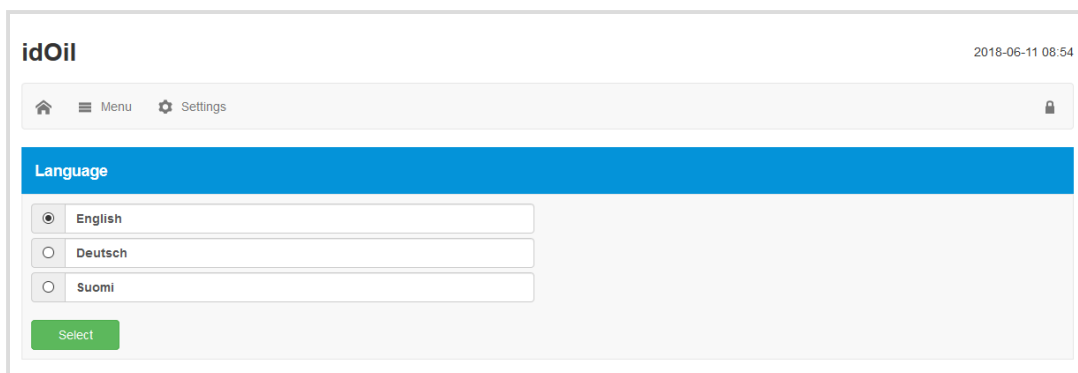 idOil
2018-06-11 08:54
Menu Settings
Language
English
Deutsch
Suomi
Select